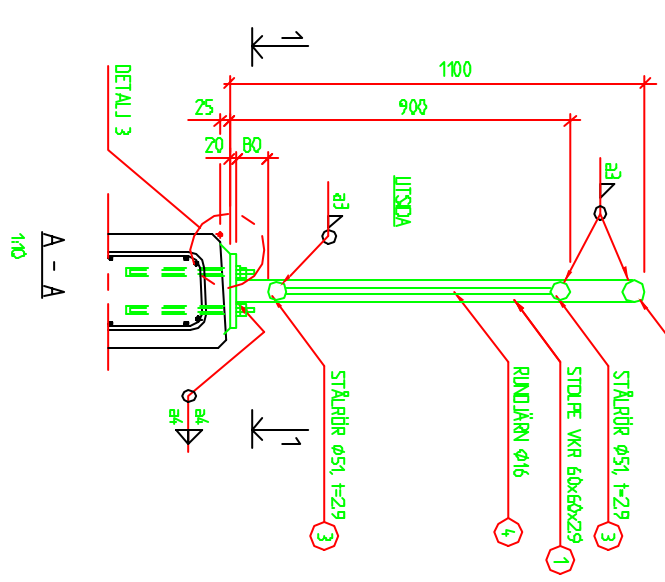 1
1100
900
25
20
80
DETALJ 3
UTSIDA
a3
a3
A - A
1:10
a4
a4
1
STÅLRÖR ø51, t=2,9
3
RUNDJÄRN Ø16
4
STOLPE VKR 60x60x2,9
1
STÅLRÖR ø51, t=2,9
3